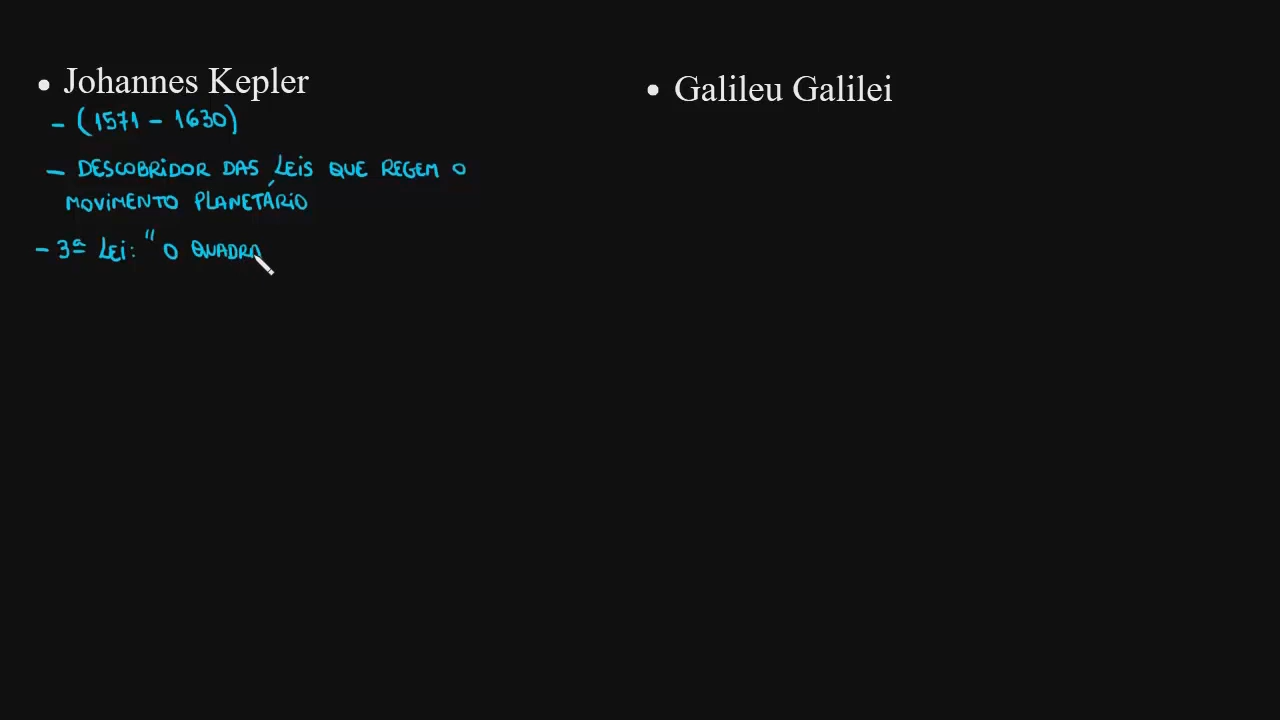 • Johannes Kepler
- (1571 - 1630)
- DESCOBRIDOR DAS LEIS QUE REGEM O
MOVIMENTO PLANETÁRIO
- 3ª LEI: " O QUADRA
• Galileu Galilei